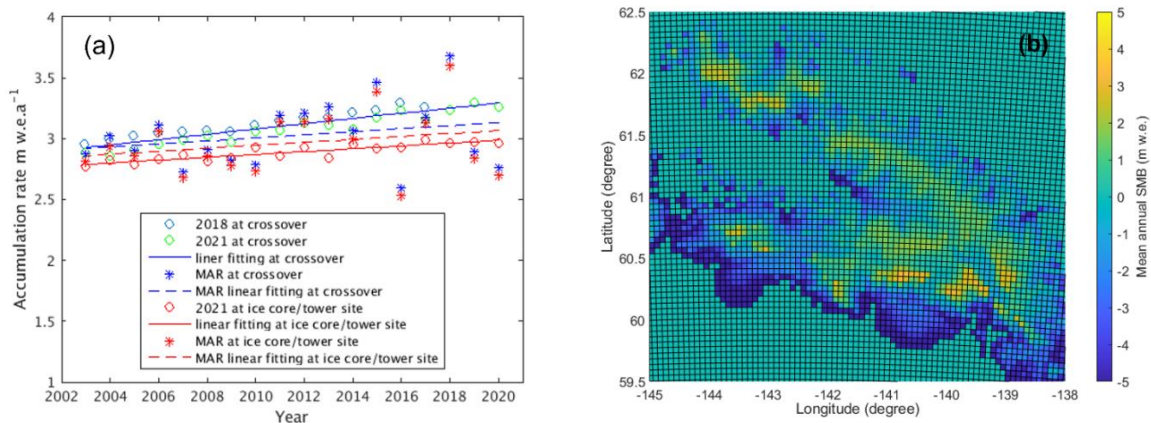 (a)
Accumulation rate m w.e.a⁻¹
4
3.5
3
2.5
2
1.5
1
2002 2004 2006 2008 2010 2012 2014 2016 2018 2020
Year
2018 at crossover
2021 at crossover
liner fitting at crossover
MAR at crossover
MAR linear fitting at crossover
2021 at ice core/tower site
linear fitting at ice core/tower site
MAR at ice core/tower site
MAR linear fitting at ice core/tower site
(b)
Latitude (degree)
62.5
62
61.5
61
60.5
60
59.5
-145 -144 -143 -142 -141 -140 -139 -138
Longitude (degree)
5
4
3
2
1
0
-1
-2
-3
-4
-5
Mean annual SMB (m w.e.)